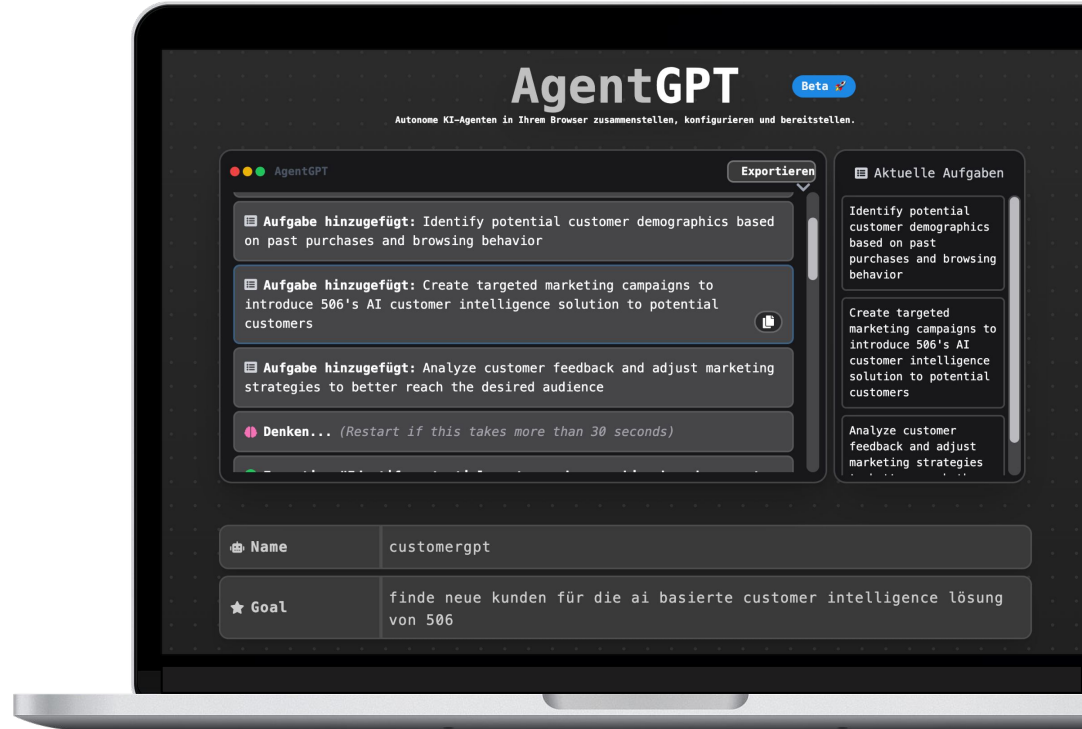 AgentGPT
Beta 🚀
Autonome KI-Agenten in Ihrem Browser zusammenstellen, konfigurieren und bereitstellen.
AgentGPT
Exportieren
Aufgabe hinzugefügt: Identify potential customer demographics based
on past purchases and browsing behavior
Aufgabe hinzugefügt: Create targeted marketing campaigns to
introduce 506's AI customer intelligence solution to potential
customers
Aufgabe hinzugefügt: Analyze customer feedback and adjust marketing
strategies to better reach the desired audience
Denken... (Restart if this takes more than 30 seconds)
Aktuelle Aufgaben
Identify potential
customer demographics
based on past
purchases and browsing
behavior
Create targeted
marketing campaigns to
introduce 506's AI
customer intelligence
solution to potential
customers
Analyze customer
feedback and adjust
marketing strategies
Name
customergpt
Goal
finde neue kunden für die ai basierte customer intelligence lösung
von 506